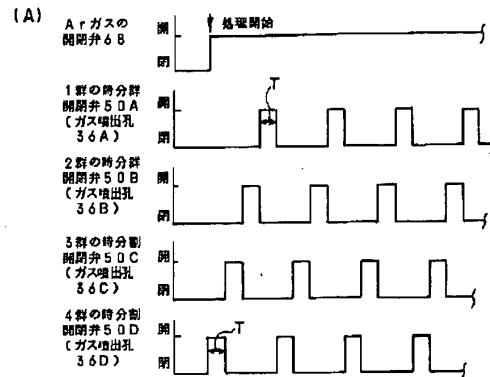 (A)
Arガスの
開閉弁68
開
閉
処理開始
1群の時分群
開閉弁50A
(ガス噴出孔
36A)
開
閉
T
2群の時分群
開閉弁50B
(ガス噴出孔
36B)
開
閉
3群の時分割
開閉弁50C
(ガス噴出孔
36C)
開
閉
4群の時分割
開閉弁50D
(ガス噴出孔
36D)
開
閉
T